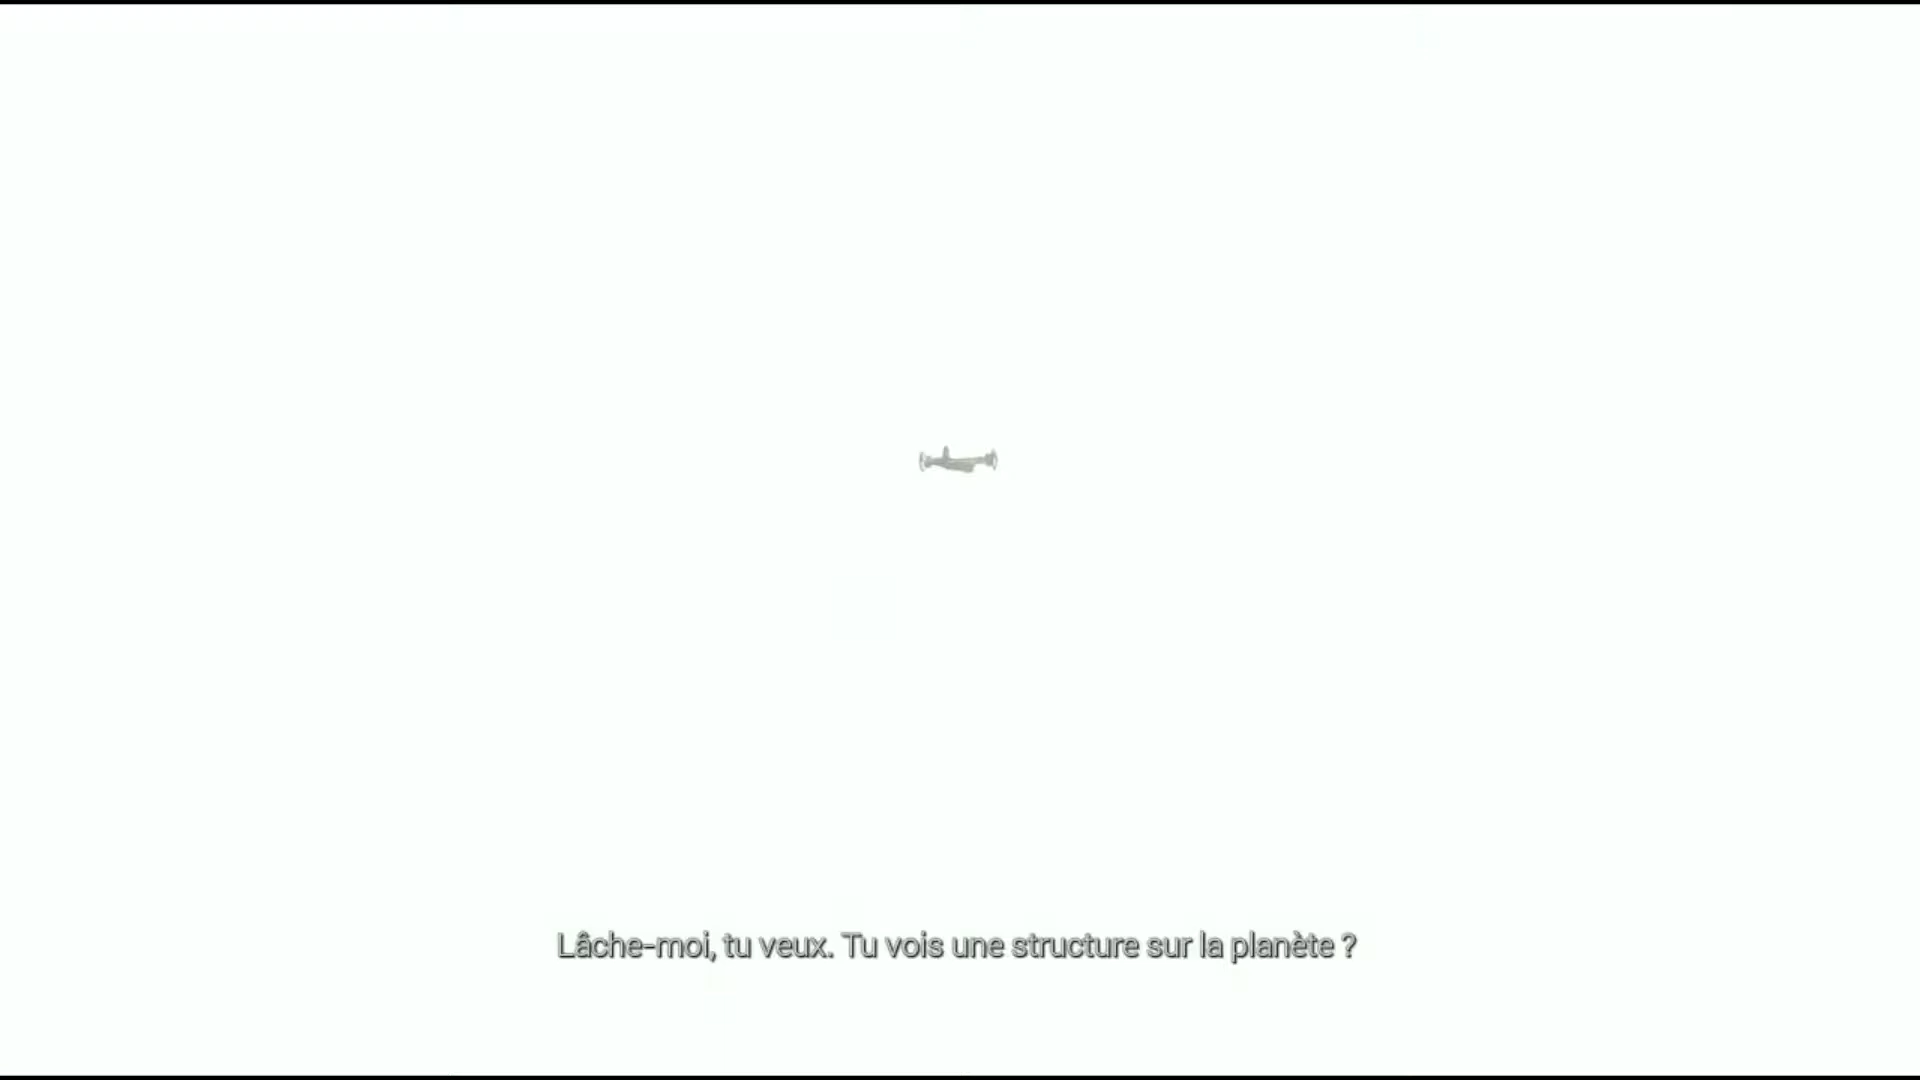 Lâche-moi, tu veux. Tu vois une structure sur la planète ?